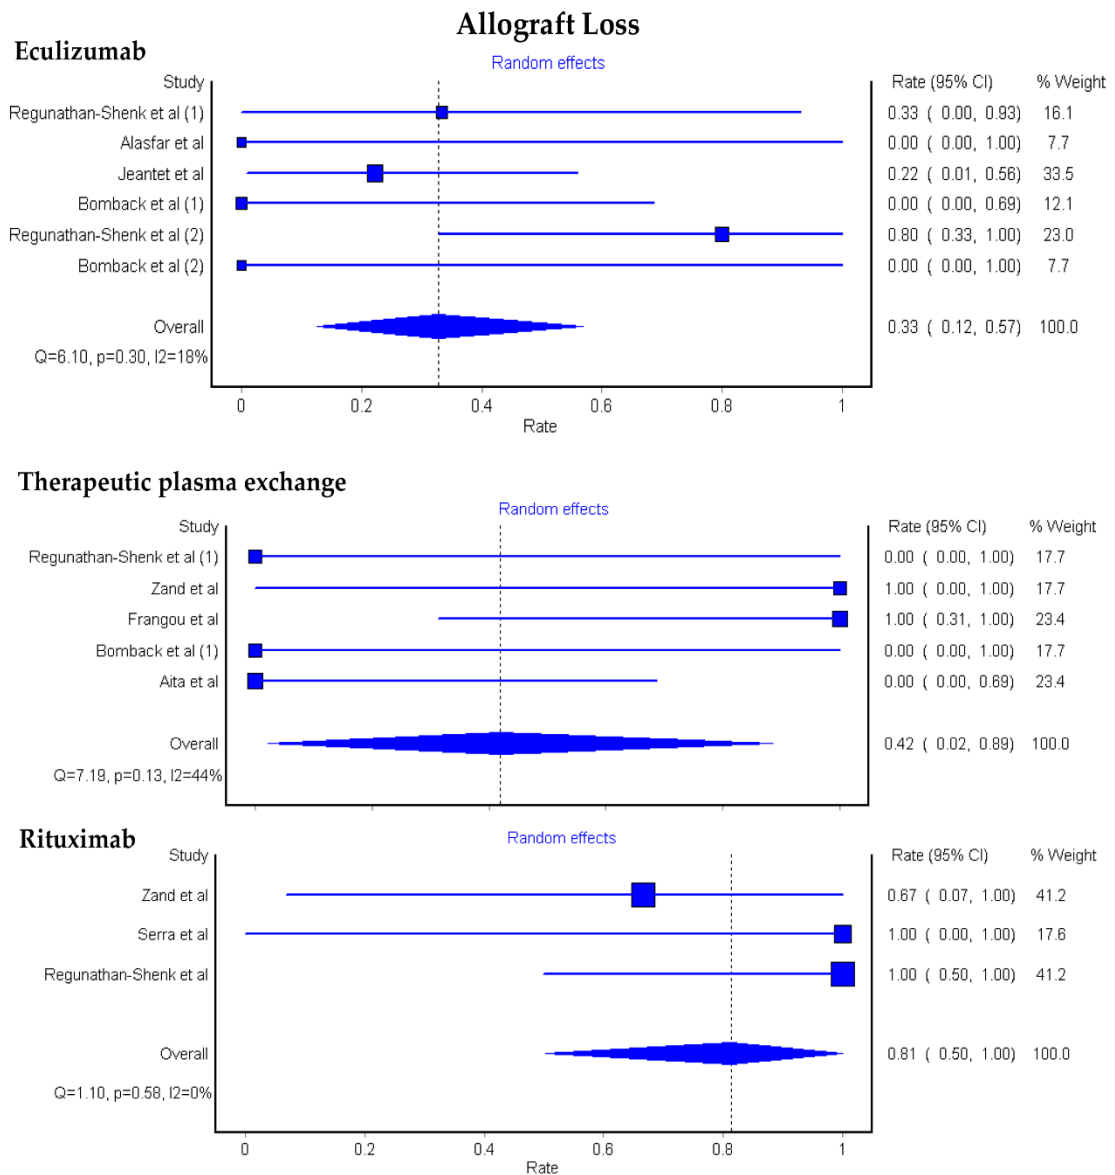 Allograft Loss
Eculizumab
Random effects
Study Rate (95% CI) % Weight
Regunathan-Shenk et al (1) 0.33 ( 0.00, 0.93) 16.1
Alasfar et al 0.00 ( 0.00, 1.00) 7.7
Jeantet et al 0.22 ( 0.01, 0.56) 33.5
Bomback et al (1) 0.00 ( 0.00, 0.69) 12.1
Regunathan-Shenk et al (2) 0.80 ( 0.33, 1.00) 23.0
Bomback et al (2) 0.00 ( 0.00, 1.00) 7.7
Overall 0.33 ( 0.12, 0.57) 100.0
Q=6.10, p=0.30, I2=18%
0 0.2 0.4 0.6 0.8 1
Rate
Therapeutic plasma exchange
Random effects
Study Rate (95% CI) % Weight
Regunathan-Shenk et al (1) 0.00 ( 0.00, 1.00) 17.7
Zand et al 1.00 ( 0.00, 1.00) 17.7
Frangou et al 1.00 ( 0.31, 1.00) 23.4
Bomback et al (1) 0.00 ( 0.00, 1.00) 17.7
Aita et al 0.00 ( 0.00, 0.69) 23.4
Overall 0.42 ( 0.02, 0.89) 100.0
Q=7.19, p=0.13, I2=44%
Rituximab
Random effects
Study Rate (95% CI) % Weight
Zand et al 0.67 ( 0.07, 1.00) 41.2
Serra et al 1.00 ( 0.00, 1.00) 17.6
Regunathan-Shenk et al 1.00 ( 0.50, 1.00) 41.2
Overall 0.81 ( 0.50, 1.00) 100.0
Q=1.10, p=0.58, I2=0%
0 0.2 0.4 0.6 0.8 1
Rate